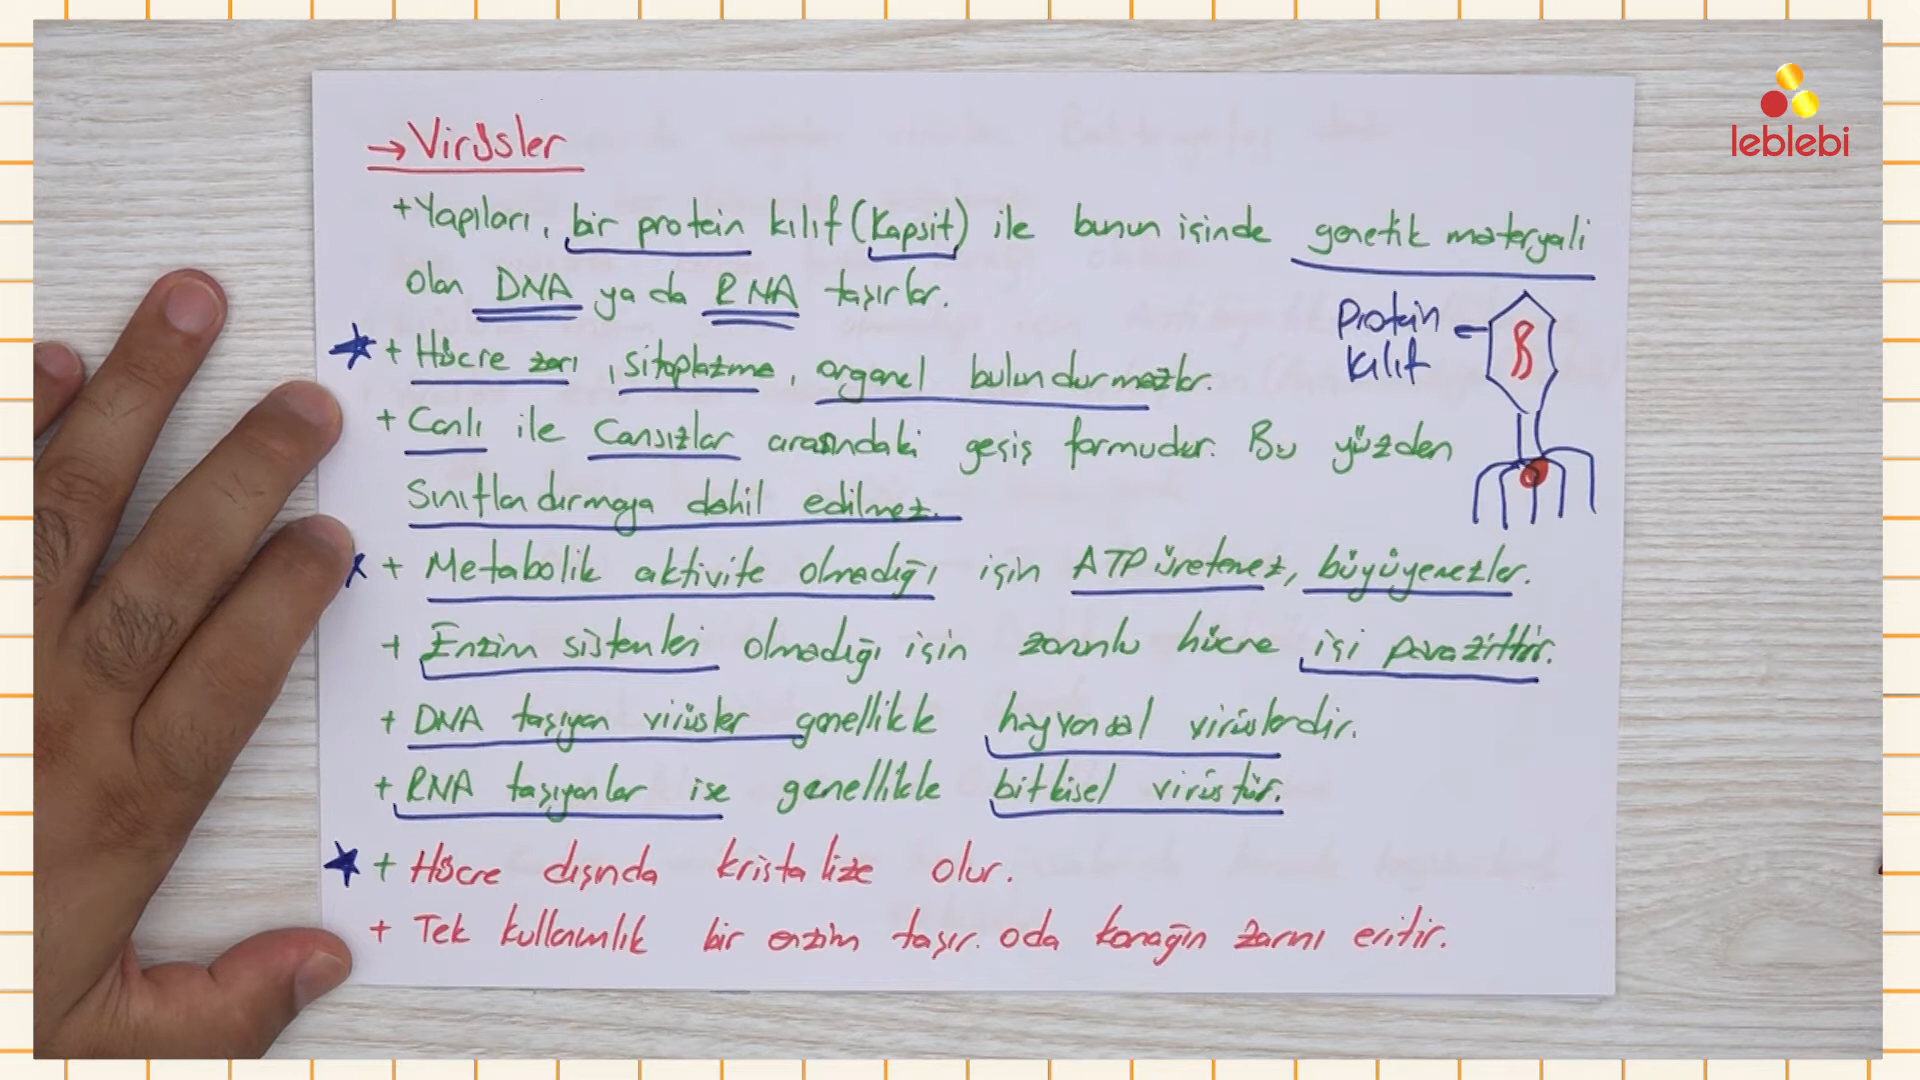 leblebi
→ Virüsler
+ Yapıları, bir protein kılıf (Kapsit) ile bunun içinde genetik materyali
olan DNA ya da RNA taşırlar.
Protein
kılıf
+ Hücre zarı, sitoplazma, organel bulundurmazlar.
+ Canlı ile Cansızlar arasındaki geçiş formudur. Bu yüzden
Sınıflandırmaya dahil edilmez.
+ Metabolik aktivite olmadığı için ATP üretemez, büyüyemezler.
+ Enzim sistemleri olmadığı için zorunlu hücre içi parazittir.
+ DNA taşıyan virüsler genellikle hayvansal virüslerdir.
+ RNA taşıyanlar ise genellikle bitkisel virüstür.
+ Hücre dışında kristalize olur.
+ Tek kullanımlık bir enzim taşır. oda konağın zarını eritir.